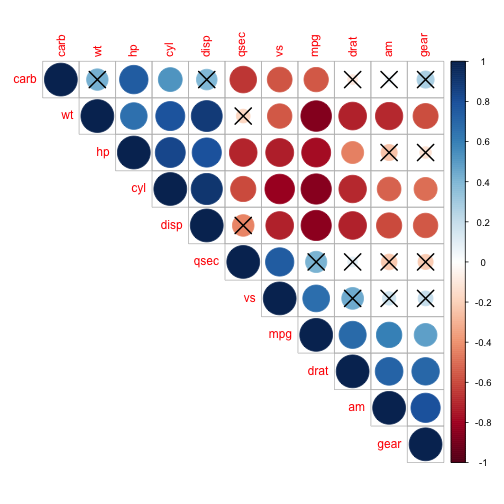 carb
wt
hp
cyl
disp
qsec
vs
mpg
drat
am
gear
carb
wt
hp
cyl
disp
qsec
vs
mpg
drat
am
gear
1
0.8
0.6
0.4
0.2
0
-0.2
-0.4
-0.6
-0.8
-1